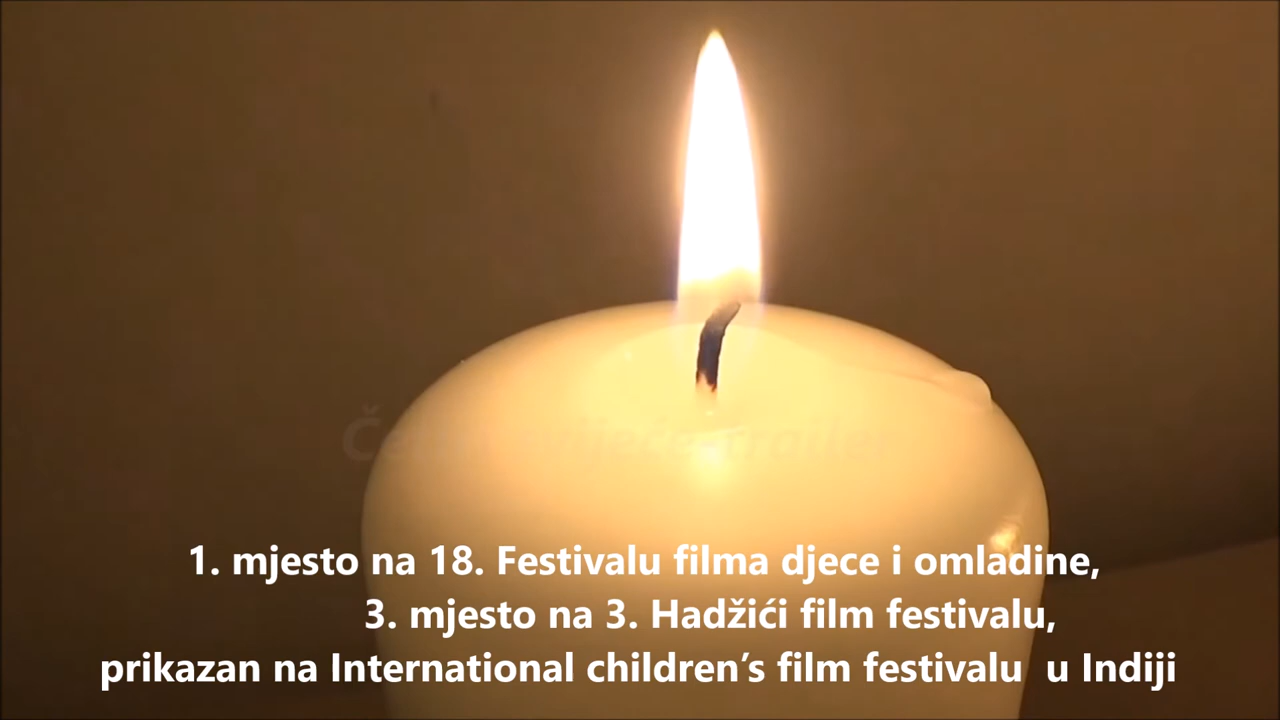 1. mjesto na 18. Festivalu filma djece i omladine,
3. mjesto na 3. Hadžići film festivalu,
prikazan na International children’s film festivalu u Indiji